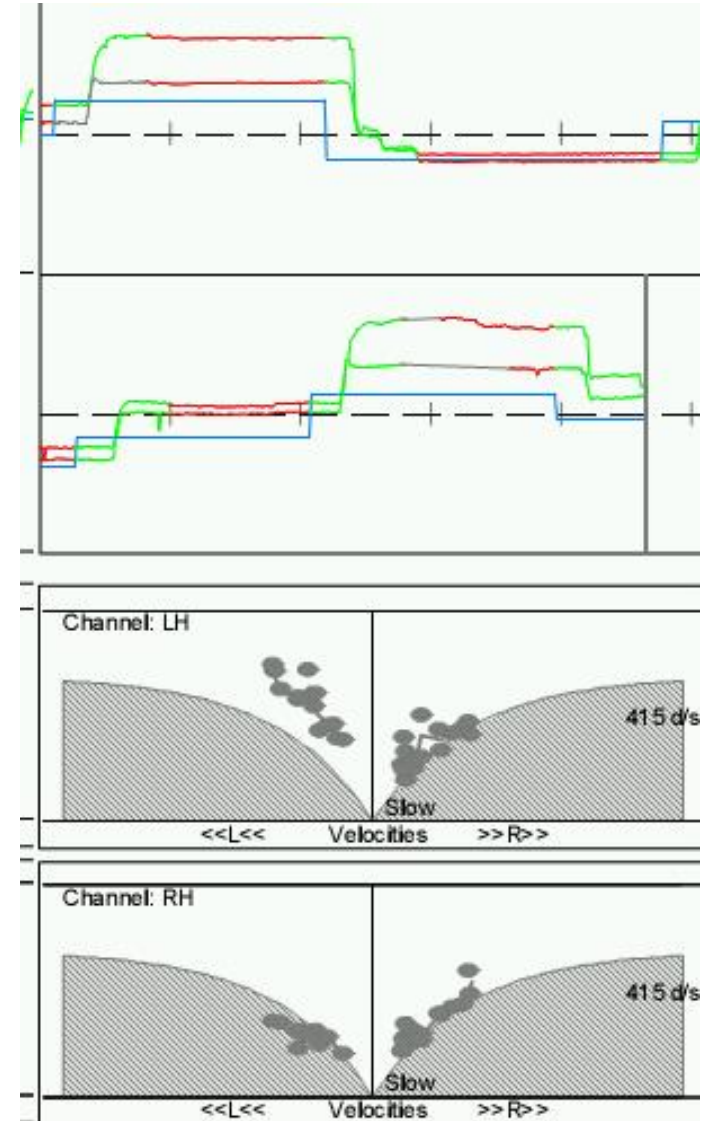 Channel: LH
415 d/s
Slow
<<L<< Velocities >>R>>
Channel: RH
415 d/s
Slow
<<L<< Velocities >>R>>